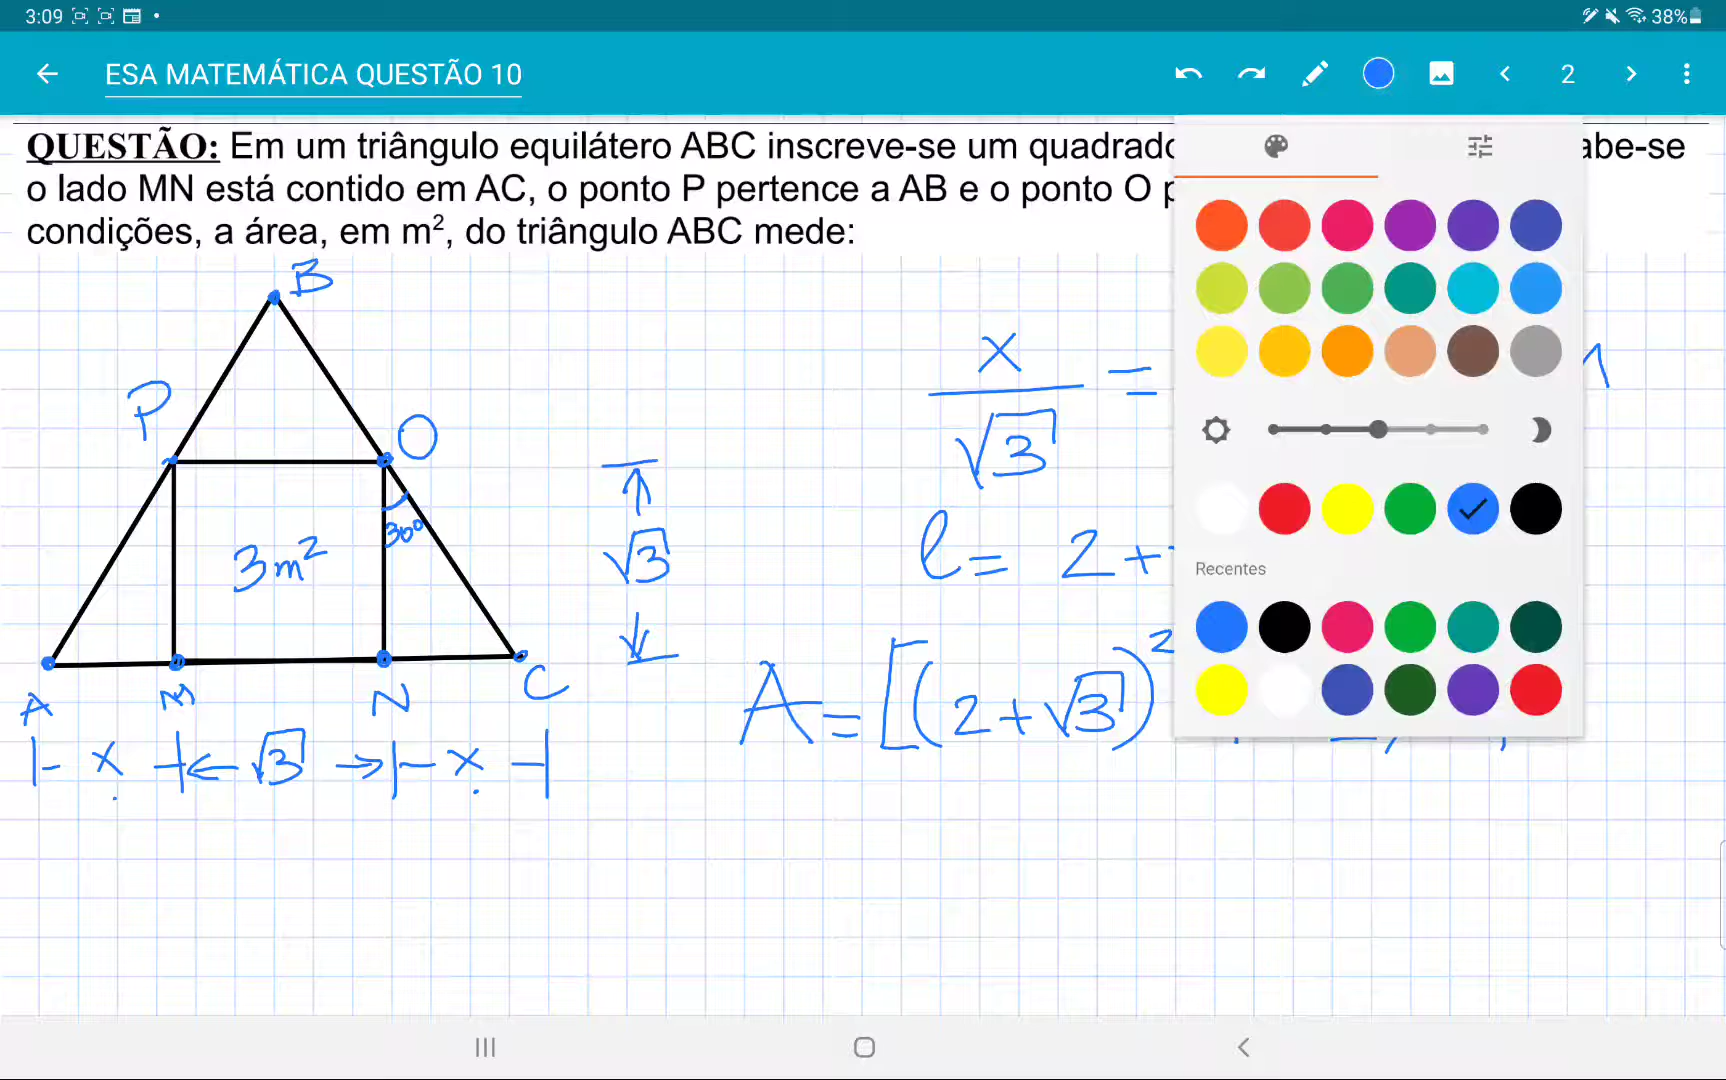 3:09
38%
ESA MATEMÁTICA QUESTÃO 10
2
QUESTÃO: Em um triângulo equilátero ABC inscreve-se um quadrado abe-se
o lado MN está contido em AC, o ponto P pertence a AB e o ponto O p
condições, a área, em m², do triângulo ABC mede:
B
P
O
30°
3m²
A
M
N
C
|- x -|← √3 →|- x -|
↑
√3
↓
x/√3 =
l = 2 +
A = [(2 + √3)²
Recentes